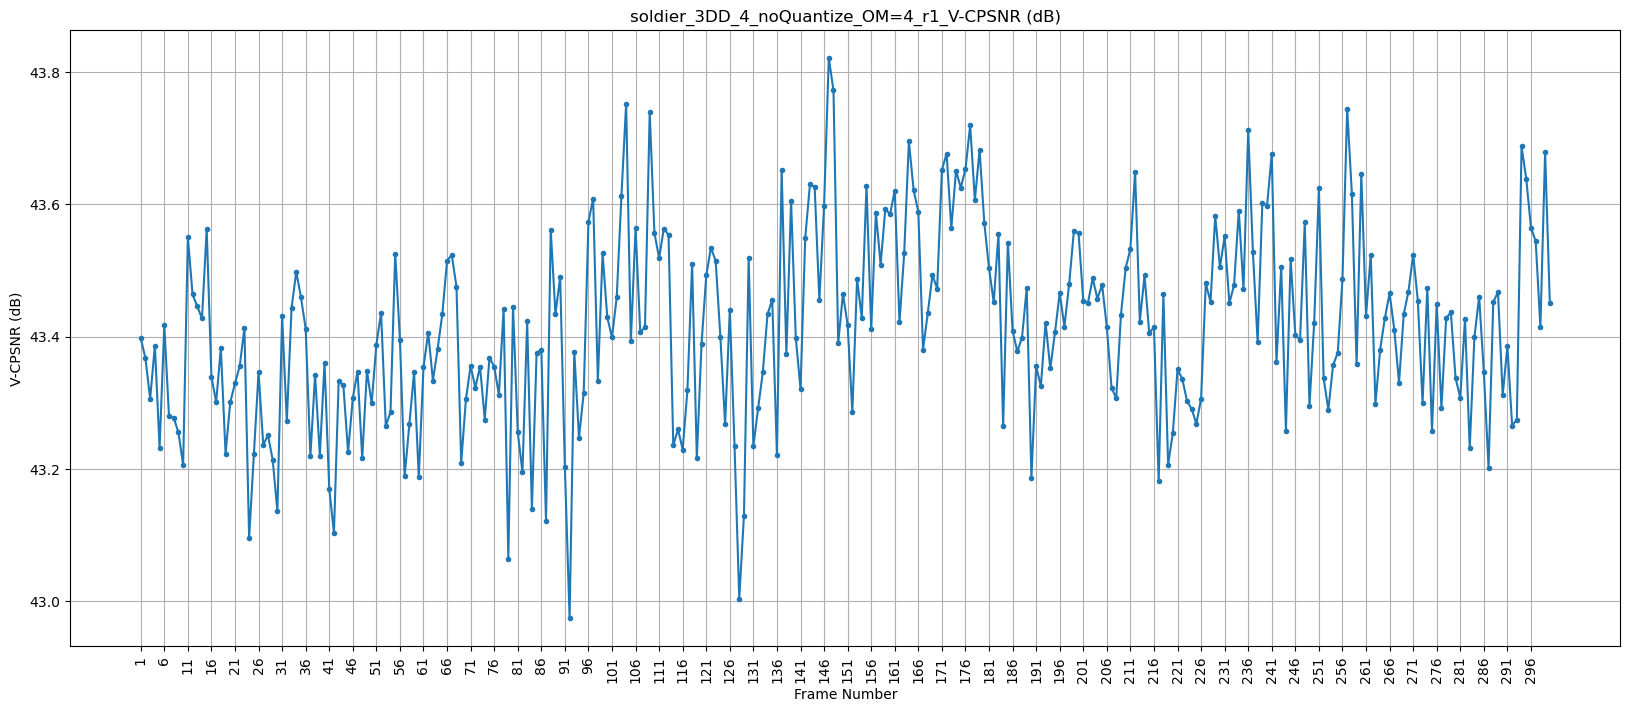 soldier_3DD_4_noQuantize_OM=4_r1_V-CPSNR (dB)
43.8
43.6
43.4
43.2
43.0
V-CPSNR (dB)
1 6 11 16 21 26 31 36 41 46 51 56 61 66 71 76 81 86 91 96 101 106 111 116 121 126 131 136 141 146 151 156 161 166 171 176 181 186 191 196 201 206 211 216 221 226 231 236 241 246 251 256 261 266 271 276 281 286 291 296
Frame Number